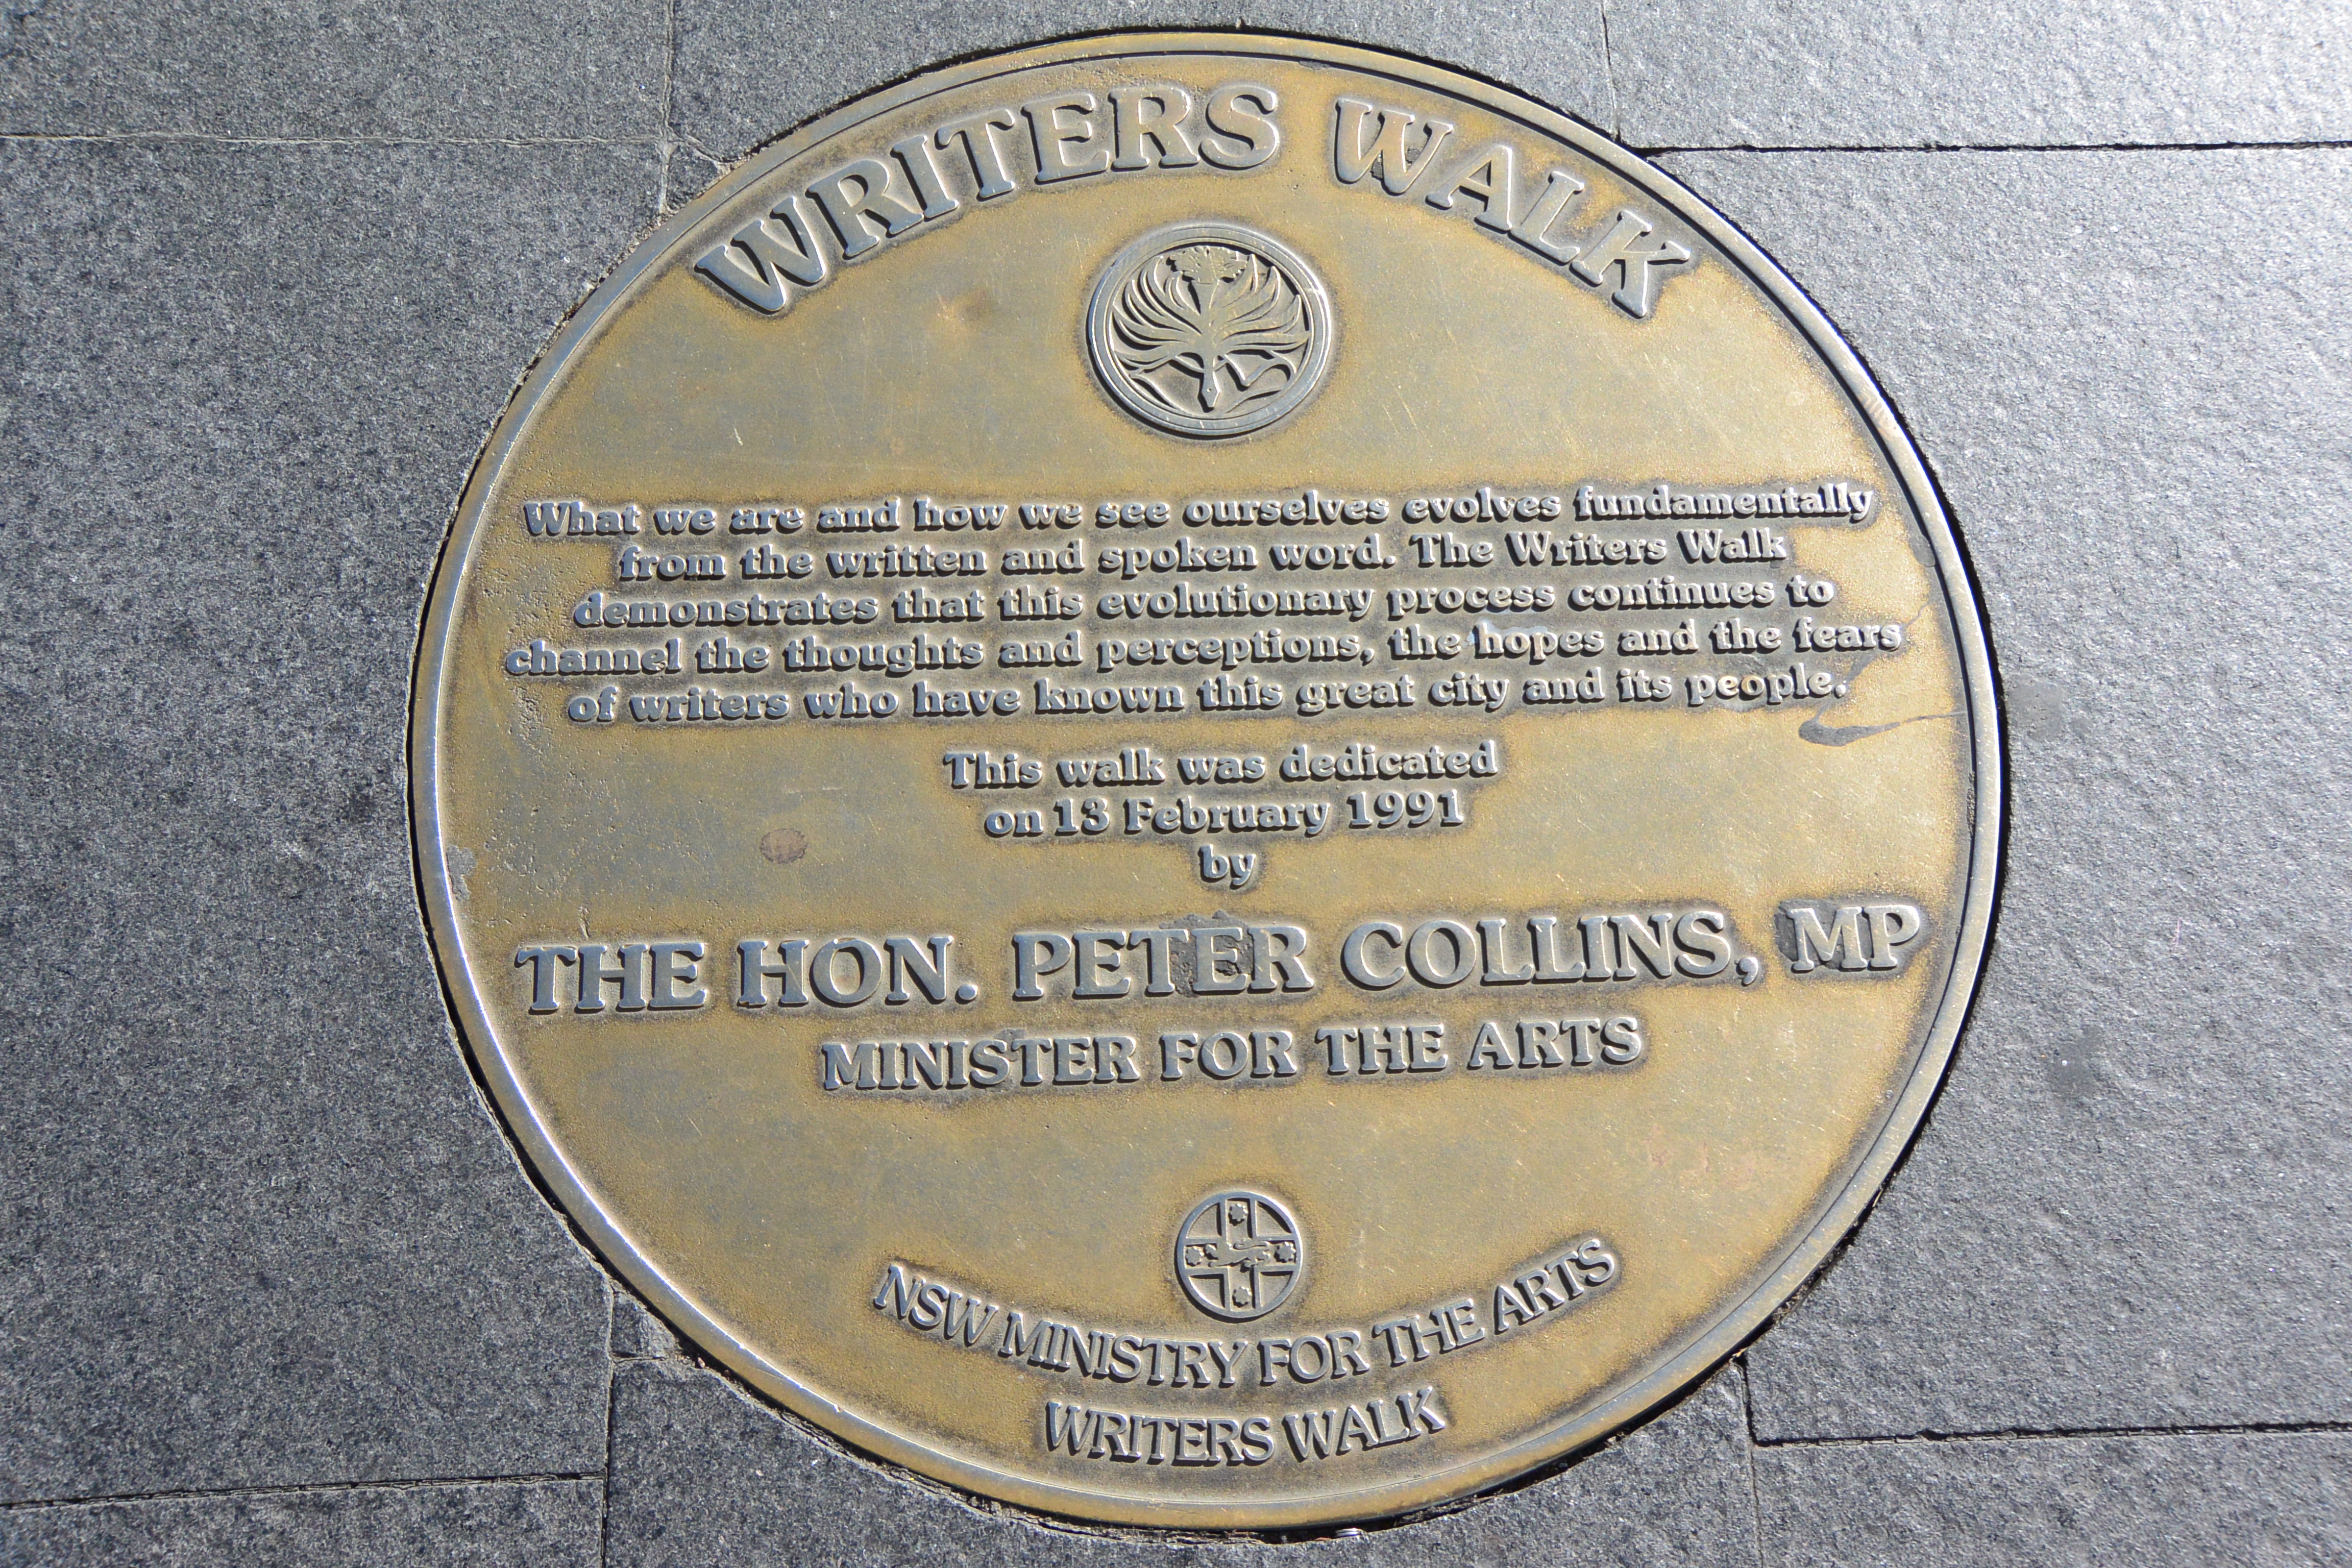 WRITERS WALK
What we are and how we see ourselves evolves fundamentally
from the written and spoken word. The Writers Walk
demonstrates that this evolutionary process continues to
channel the thoughts and perceptions, the hopes and the fears
of writers who have known this great city and its people.
This walk was dedicated
on 13 February 1991
by
THE HON. PETER COLLINS, MP
MINISTER FOR THE ARTS
NSW MINISTRY FOR THE ARTS
WRITERS WALK